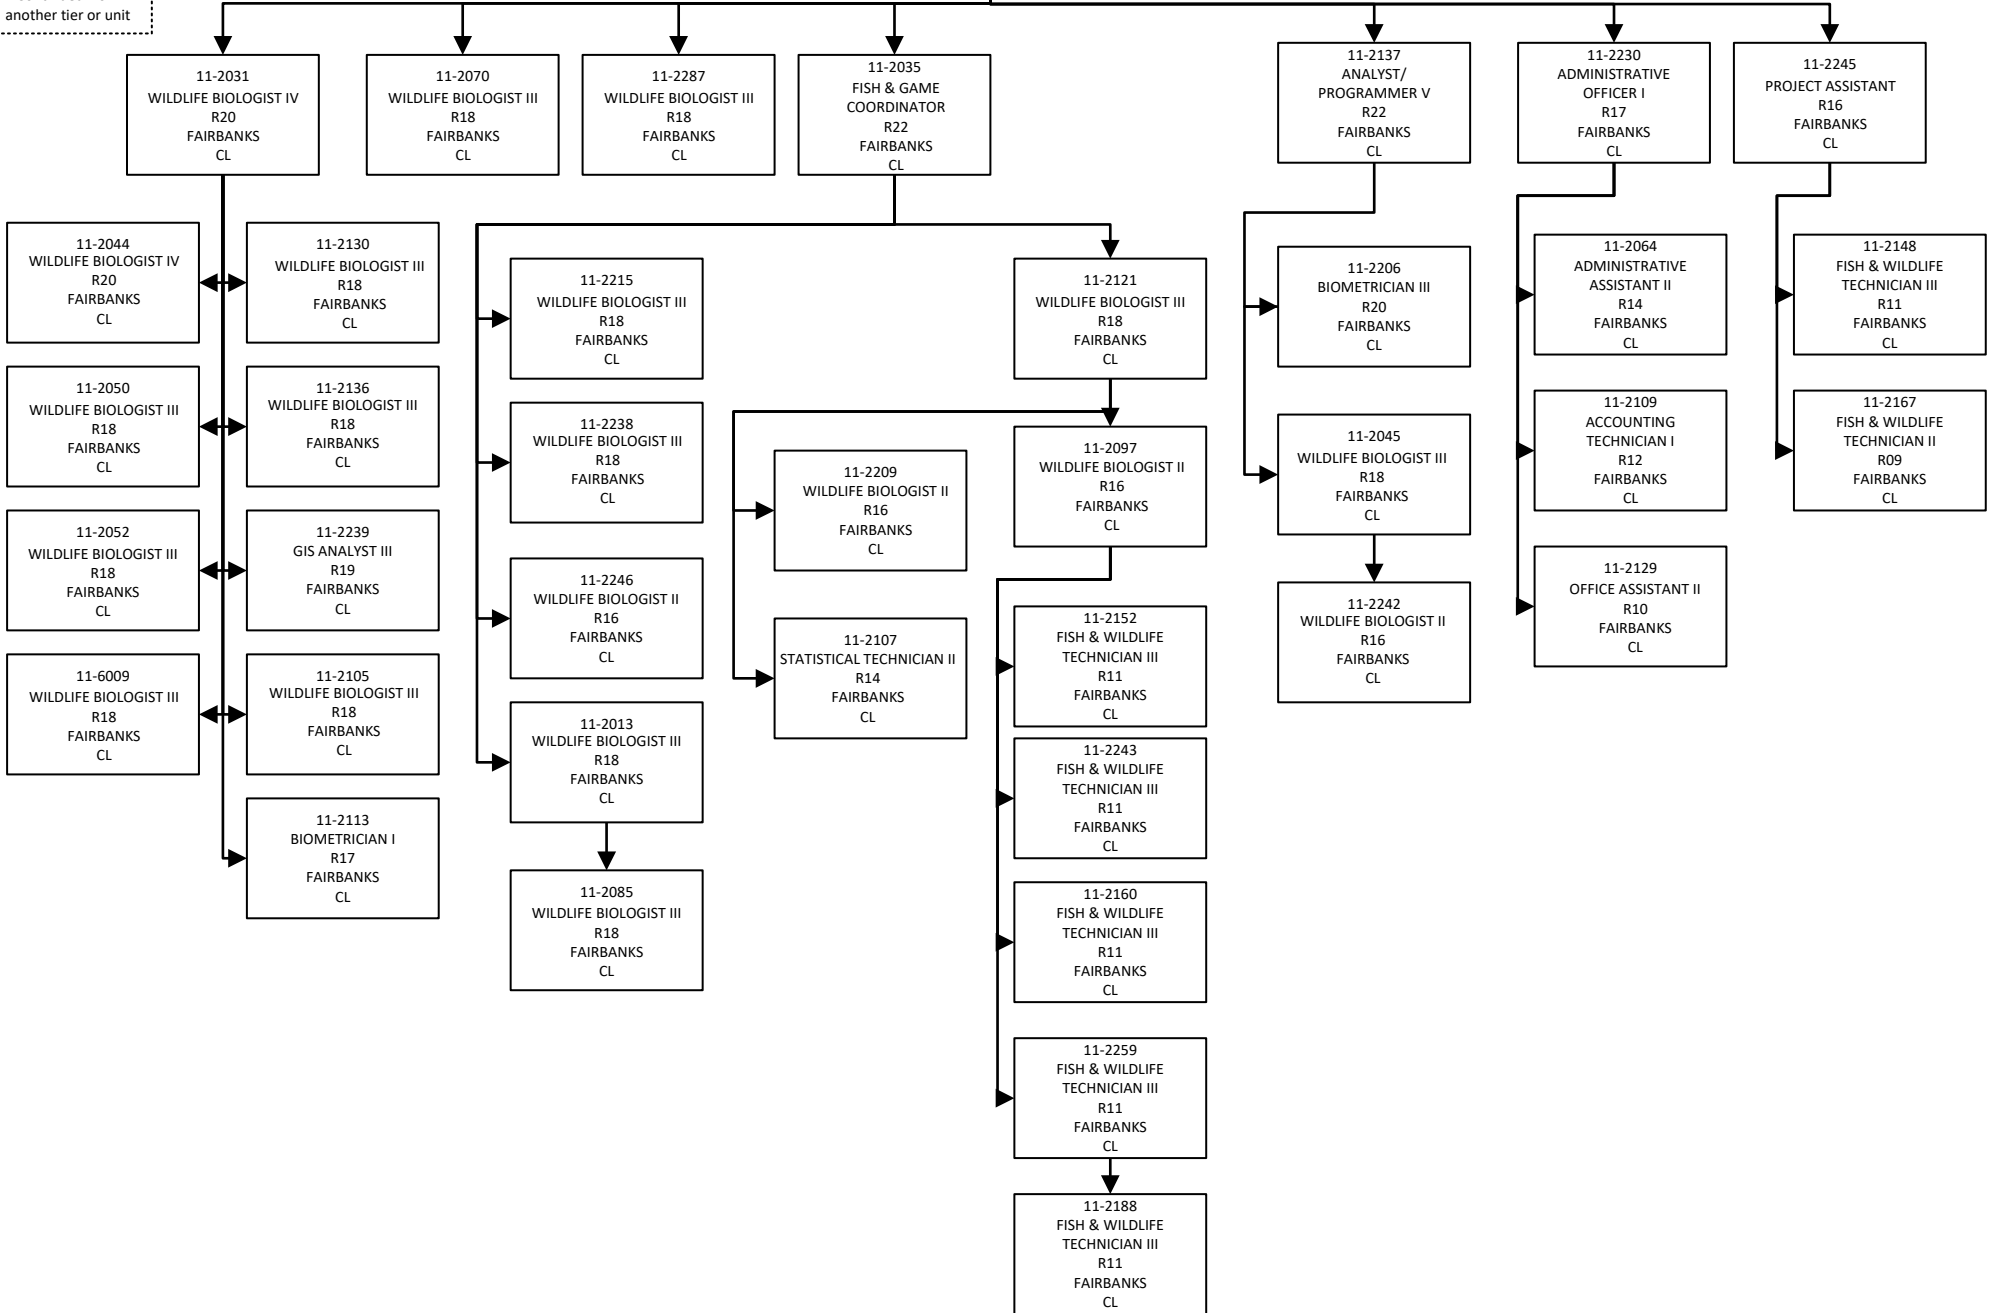 another tier or unit
11-2031
WILDLIFE BIOLOGIST IV
R20
FAIRBANKS
CL
11-2070
WILDLIFE BIOLOGIST III
R18
FAIRBANKS
CL
11-2287
WILDLIFE BIOLOGIST III
R18
FAIRBANKS
CL
11-2035
FISH & GAME
COORDINATOR
R22
FAIRBANKS
CL
11-2137
ANALYST/
PROGRAMMER V
R22
FAIRBANKS
CL
11-2230
ADMINISTRATIVE
OFFICER I
R17
FAIRBANKS
CL
11-2245
PROJECT ASSISTANT
R16
FAIRBANKS
CL
11-2044
WILDLIFE BIOLOGIST IV
R20
FAIRBANKS
CL
11-2130
WILDLIFE BIOLOGIST III
R18
FAIRBANKS
CL
11-2050
WILDLIFE BIOLOGIST III
R18
FAIRBANKS
CL
11-2136
WILDLIFE BIOLOGIST III
R18
FAIRBANKS
CL
11-2052
WILDLIFE BIOLOGIST III
R18
FAIRBANKS
CL
11-2239
GIS ANALYST III
R19
FAIRBANKS
CL
11-6009
WILDLIFE BIOLOGIST III
R18
FAIRBANKS
CL
11-2105
WILDLIFE BIOLOGIST III
R18
FAIRBANKS
CL
11-2113
BIOMETRICIAN I
R17
FAIRBANKS
CL
11-2215
WILDLIFE BIOLOGIST III
R18
FAIRBANKS
CL
11-2238
WILDLIFE BIOLOGIST III
R18
FAIRBANKS
CL
11-2246
WILDLIFE BIOLOGIST II
R16
FAIRBANKS
CL
11-2013
WILDLIFE BIOLOGIST III
R18
FAIRBANKS
CL
11-2085
WILDLIFE BIOLOGIST III
R18
FAIRBANKS
CL
11-2121
WILDLIFE BIOLOGIST III
R18
FAIRBANKS
CL
11-2209
WILDLIFE BIOLOGIST II
R16
FAIRBANKS
CL
11-2107
STATISTICAL TECHNICIAN II
R14
FAIRBANKS
CL
11-2097
WILDLIFE BIOLOGIST II
R16
FAIRBANKS
CL
11-2152
FISH & WILDLIFE
TECHNICIAN III
R11
FAIRBANKS
CL
11-2243
FISH & WILDLIFE
TECHNICIAN III
R11
FAIRBANKS
CL
11-2160
FISH & WILDLIFE
TECHNICIAN III
R11
FAIRBANKS
CL
11-2259
FISH & WILDLIFE
TECHNICIAN III
R11
FAIRBANKS
CL
11-2188
FISH & WILDLIFE
TECHNICIAN III
R11
FAIRBANKS
CL
11-2206
BIOMETRICIAN III
R20
FAIRBANKS
CL
11-2045
WILDLIFE BIOLOGIST III
R18
FAIRBANKS
CL
11-2242
WILDLIFE BIOLOGIST II
R16
FAIRBANKS
CL
11-2064
ADMINISTRATIVE
ASSISTANT II
R14
FAIRBANKS
CL
11-2109
ACCOUNTING
TECHNICIAN I
R12
FAIRBANKS
CL
11-2129
OFFICE ASSISTANT II
R10
FAIRBANKS
CL
11-2148
FISH & WILDLIFE
TECHNICIAN III
R11
FAIRBANKS
CL
11-2167
FISH & WILDLIFE
TECHNICIAN II
R09
FAIRBANKS
CL